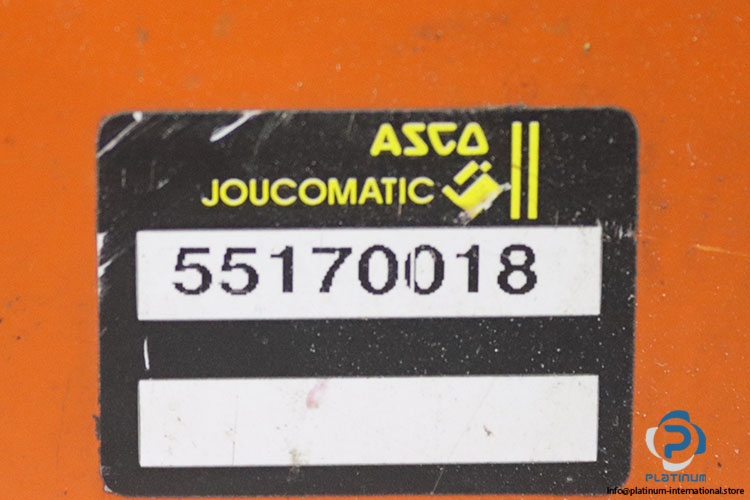 ASCO
JOUCOMATIC
55170018
P
PLATINUM
info@platinum-international.store